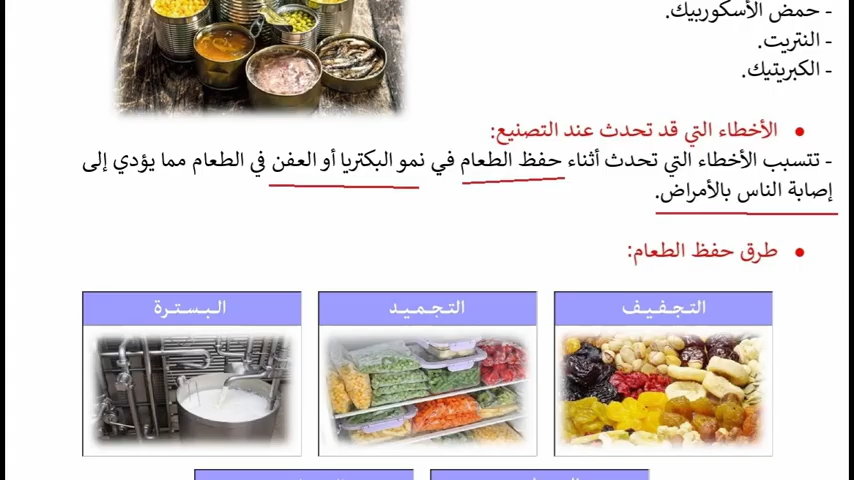 - حمض الأسكوربيك.
- النتريت.
- الكبريتيك.
• الأخطاء التي قد تحدث عند التصنيع:
- تتسبب الأخطاء التي تحدث أثناء حفظ الطعام في نمو البكتريا أو العفن في الطعام مما يؤدي إلى
إصابة الناس بالأمراض.
• طرق حفظ الطعام:
التجفيف
التجميد
البسترة